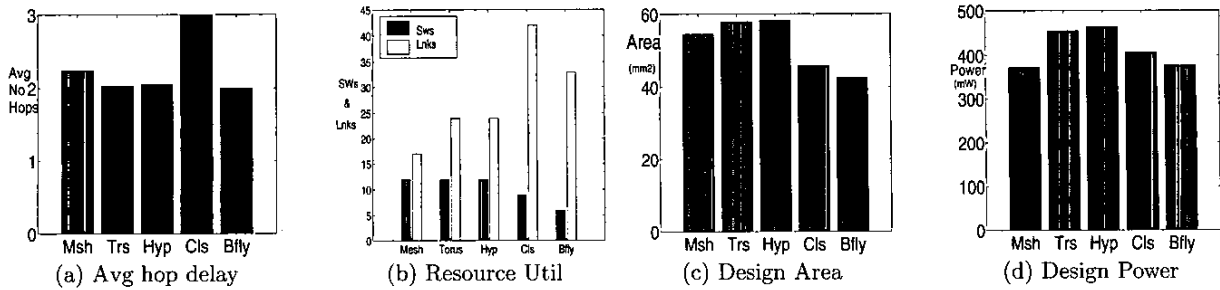 3
Avg
No2
Hops
1
0
Msh Trs Hyp Cls Bfly
(a) Avg hop delay
45
40
35
30
25
20
15
10
5
0
SWs
&
Lnks
Sws
Lnks
Mesh Torus Hyp Cls Bfly
(b) Resource Util
60
Area
(mm2)
40
20
0
Msh Trs Hyp Cls Bfly
(c) Design Area
500
400
Power
(mW)
300
200
100
0
Msh Trs Hyp Cls Bfly
(d) Design Power